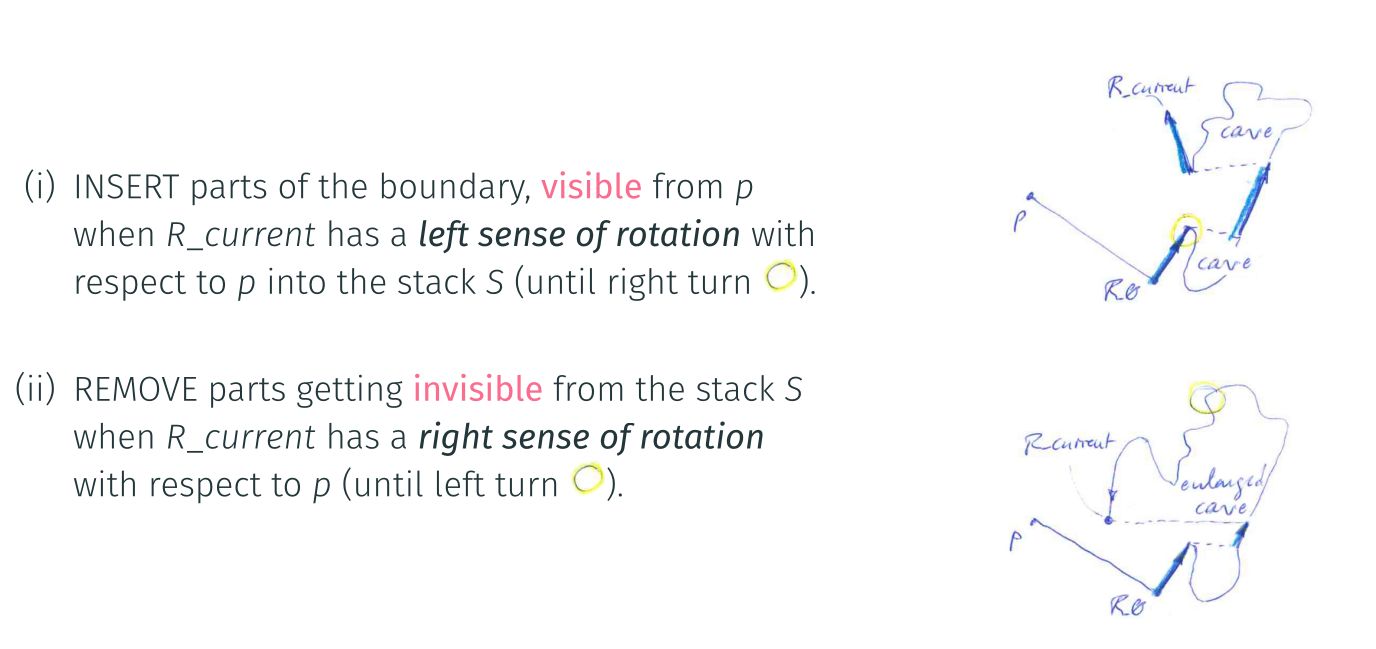 (i) INSERT parts of the boundary, visible from p
when R_current has a left sense of rotation with
respect to p into the stack S (until right turn ).
(ii) REMOVE parts getting invisible from the stack S
when R_current has a right sense of rotation
with respect to p (until left turn ).
R_current
cave
P
cave
R0
R_current
enlarged
cave
P
R0